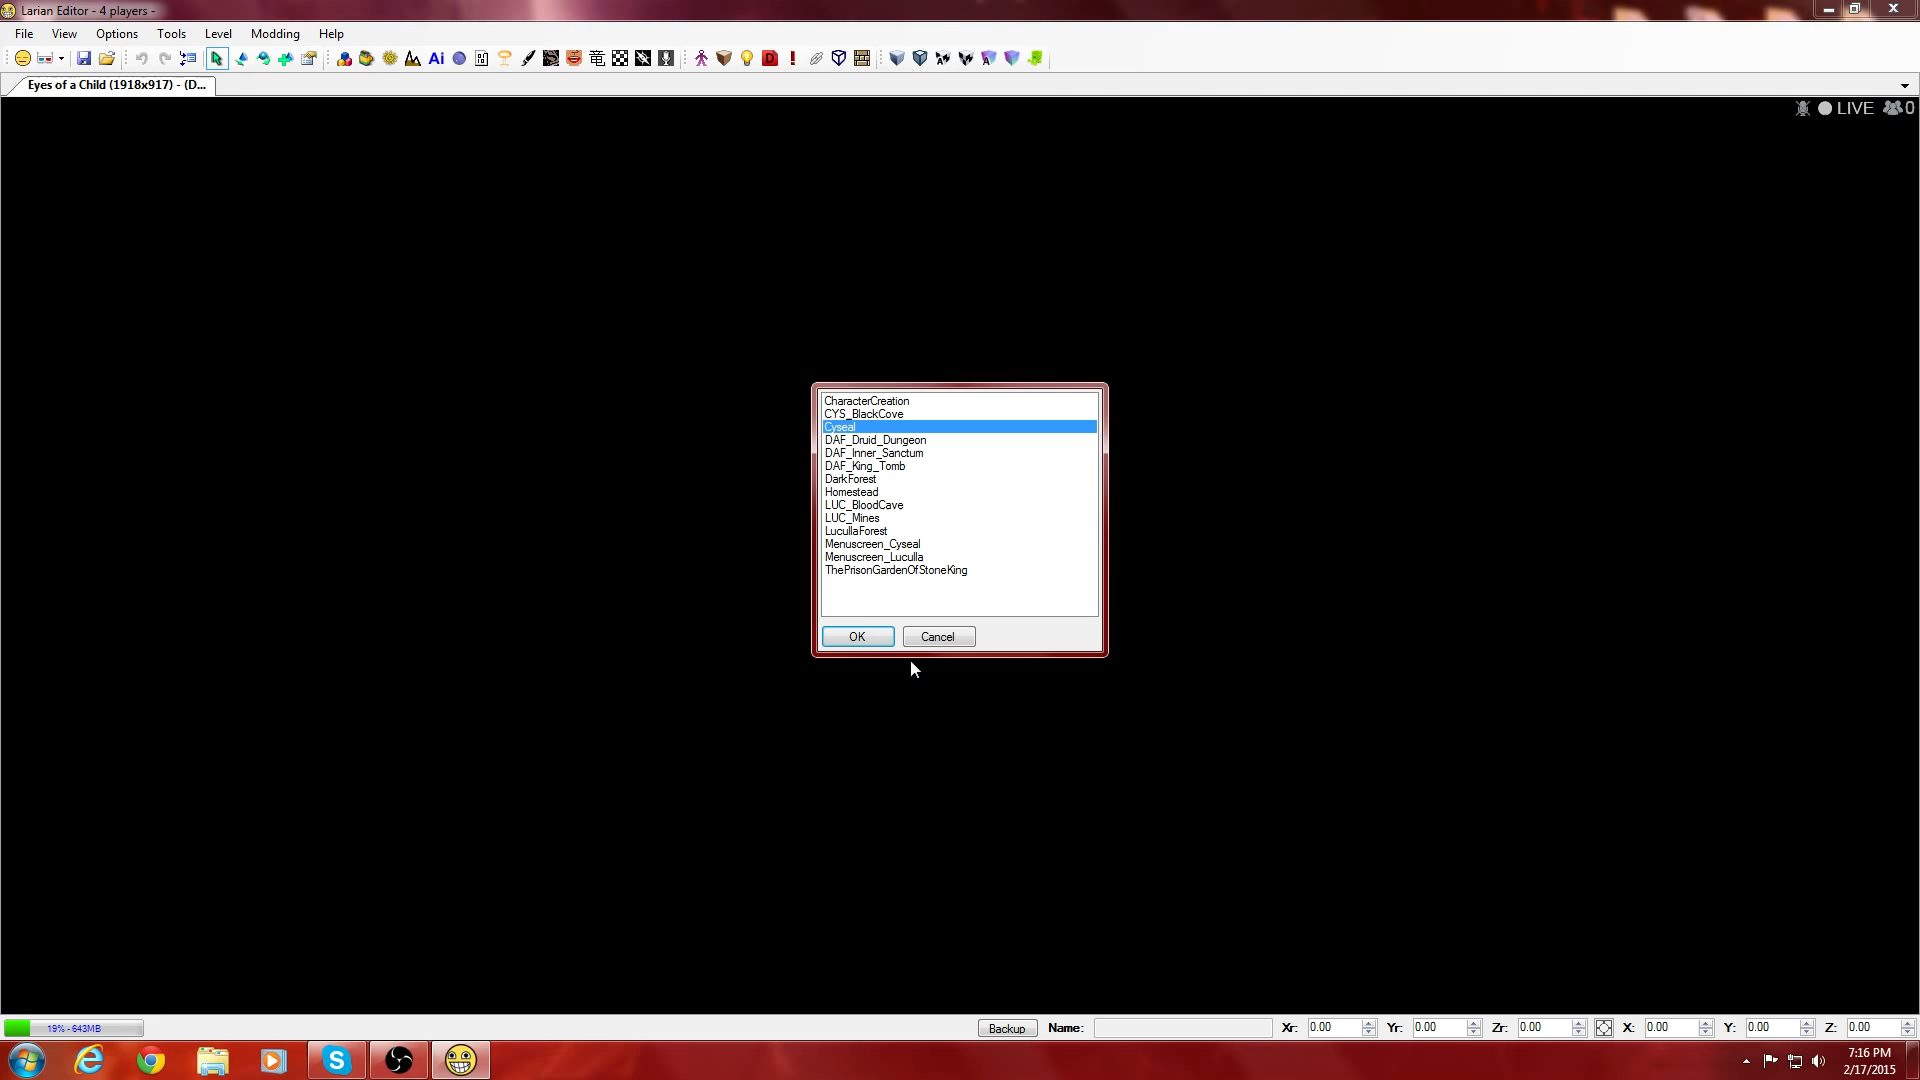 Larian Editor - 4 players -
File View Options Tools Level Modding Help
Ai
Eyes of a Child (1918x917) - (D...
LIVE 0
CharacterCreation
CYS_BlackCove
Cyseal
DAF_Druid_Dungeon
DAF_Inner_Sanctum
DAF_King_Tomb
DarkForest
Homestead
LUC_BloodCave
LUC_Mines
LucullaForest
Menuscreen_Cyseal
Menuscreen_Luculla
ThePrisonGardenOfStoneKing
OK Cancel
19% - 643MB Backup Name: Xr: 0.00 Yr: 0.00 Zr: 0.00 X: 0.00 Y: 0.00 Z: 0.00
7:16 PM
2/17/2015